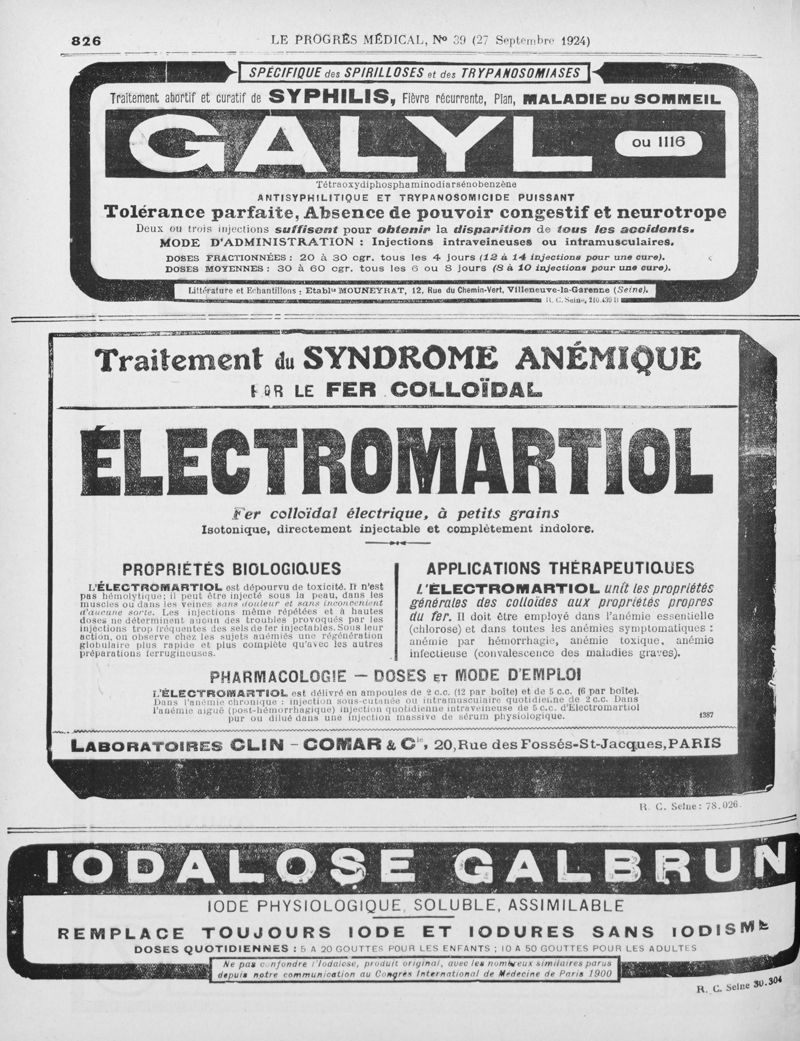 826
LE PROGRÈS MÉDICAL, Nº 39 (27 Septembre 1924)
SPÉCIFIQUE des SPIRILLOSES et des TRYPANOSOMIASES
Traitement abortif et curatif de SYPHILIS, Fièvre récurrente, Pian, MALADIE DU SOMMEIL
GALYL ou 1116
Tétraoxydiphosphaminodiarsénobenzène
ANTISYPHILITIQUE ET TRYPANOSOMICIDE PUISSANT
Tolérance parfaite, Absence de pouvoir congestif et neurotrope
Deux ou trois injections suffisent pour obtenir la disparition de tous les accidents.
MODE D'ADMINISTRATION : Injections intraveineuses ou intramusculaires.
DOSES FRACTIONNÉES : 20 à 30 cgr. tous les 4 jours (12 à 14 injections pour une cure).
DOSES MOYENNES : 30 à 60 cgr. tous les 6 ou 8 jours (8 à 10 injections pour une cure).
Littérature et Echantillons : Etablts MOUNEYRAT, 12, Rue du Chemin-Vert, Villeneuve-la-Garenne (Seine).
R. C. Seine, 210.439 B
Traitement du SYNDROME ANÉMIQUE
PAR LE FER COLLOÏDAL
ÉLECTROMARTIOL
Fer colloïdal électrique, à petits grains
Isotonique, directement injectable et complètement indolore.
PROPRIÉTÉS BIOLOGIQUES
L'ÉLECTROMARTIOL est dépourvu de toxicité. Il n'est
pas hémolytique; il peut être injecté sous la peau, dans les
muscles ou dans les veines sans douleur et sans inconvénient
d'aucune sorte. Les injections même répétées et à hautes
doses ne déterminent aucun des troubles provoqués par les
injections trop fréquentes des sels de fer injectables. Sous leur
action, on observe chez les sujets anémiés une régénération
globulaire plus rapide et plus complète qu'avec les autres
préparations ferrugineuses.
APPLICATIONS THÉRAPEUTIQUES
L'ÉLECTROMARTIOL unit les propriétés
générales des colloïdes aux propriétés propres
du fer. Il doit être employé dans l'anémie essentielle
(chlorose) et dans toutes les anémies symptomatiques :
anémie par hémorrhagie, anémie toxique, anémie
infectieuse (convalescence des maladies graves).
PHARMACOLOGIE — DOSES ET MODE D'EMPLOI
L'ÉLECTROMARTIOL est délivré en ampoules de 2 c.c. (12 par boîte) et de 5 c.c. (6 par boîte).
Dans l'anémie chronique : injection sous-cutanée ou intramusculaire quotidienne de 2 c.c. Dans
l'anémie aiguë (post-hémorrhagique) injection quotidienne intraveineuse de 5 c.c. d'Electromartiol
pur ou dilué dans une injection massive de sérum physiologique.
1387
LABORATOIRES CLIN – COMAR & Cie, 20, Rue des Fossés-St-Jacques, PARIS
R. C. Seine : 78.026.
IODALOSE GALBRUN
IODE PHYSIOLOGIQUE, SOLUBLE, ASSIMILABLE
REMPLACE TOUJOURS IODE ET IODURES SANS IODISME
DOSES QUOTIDIENNES : 5 A 20 GOUTTES POUR LES ENFANTS ; 10 A 50 GOUTTES POUR LES ADULTES
Ne pas confondre l'Iodalose, produit original, avec les nombreux similaires parus
depuis notre communication au Congrès International de Médecine de Paris 1900
R. C. Seine 30.304